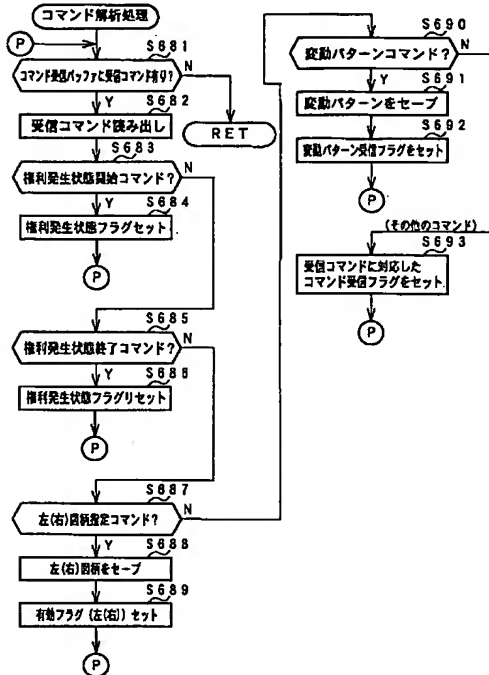 コマンド解析処理
P
S681
コマンド受信バッファに受信コマンド有り?
N
Y
S682
受信コマンド読み出し
RET
S683
権利発生状態開始コマンド?
N
Y
S684
権利発生状態フラグセット
P
S685
権利発生状態終了コマンド?
N
Y
S686
権利発生状態フラグリセット
P
S687
左(右)図柄指定コマンド?
N
Y
S688
左(右)図柄をセーブ
S689
有効フラグ(左(右))セット
P
S690
変動パターンコマンド?
N
Y
S691
変動パターンをセーブ
S692
変動パターン受信フラグをセット
P
(その他のコマンド)
S693
受信コマンドに対応した
コマンド受信フラグをセット
P